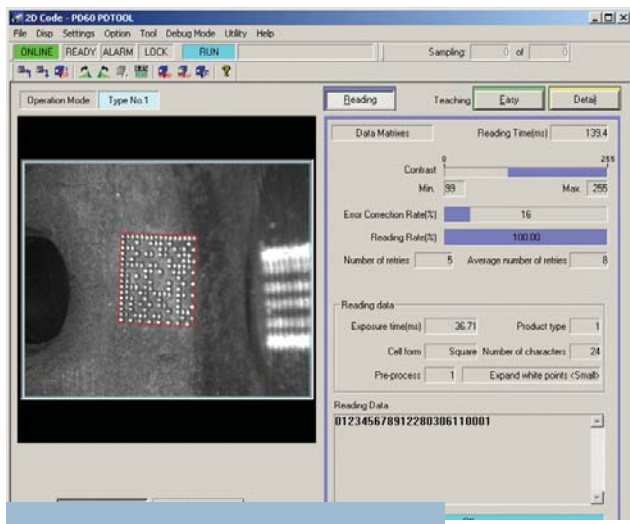 2D Code - PD60 PDTOOL
File Disp Settings Option Tool Debug Mode Utility Help
ONLINE READY ALARM LOCK RUN Sampling: 0 of 0
Operation Mode Type No.1
Reading Teaching Easy Detail
Data Matrixes Reading Time(ms) 139.4
0 255
Contrast
Min. 99 Max. 255
Error Correction Rate(%) 16
Reading Rate(%) 100.00
Number of retries 5 Average number of retries 8
Reading data
Exposure time(ms) 36.71 Product type 1
Cell form Square Number of characters 24
Pre-process 1 Expand white points <Small>
Reading Data
012345678912280306110001